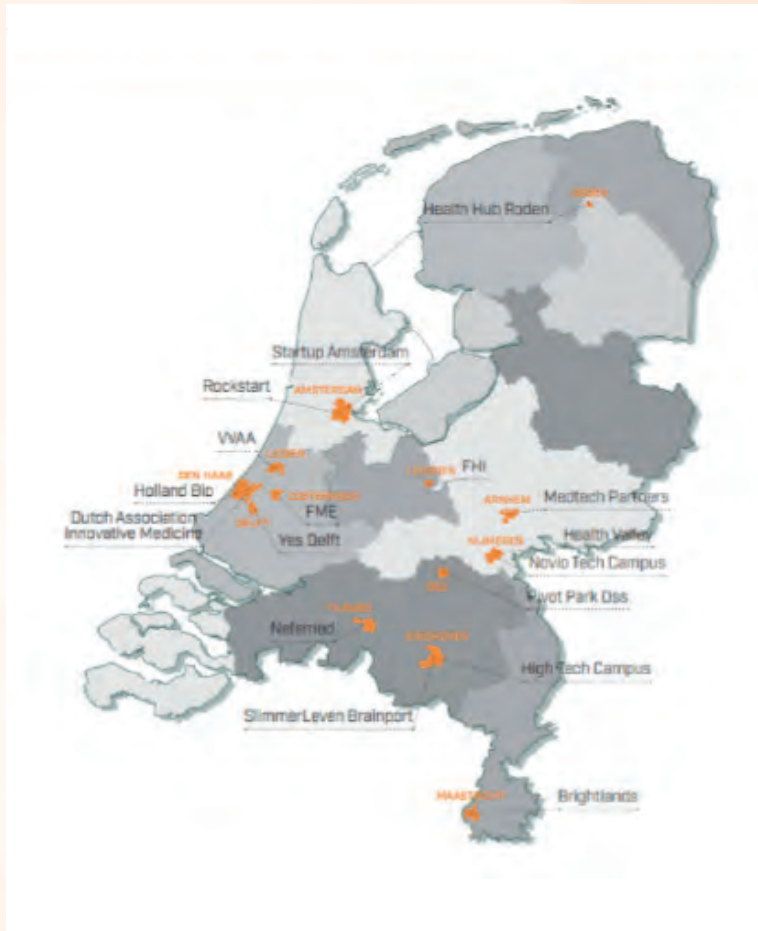 Health Hub Roden
Startup Amsterdam
Rockstart
AMSTERDAM
VVAA
DEN HAAG
Holland Bio
DELFT
FME
Yes Delft
Dutch Association
Innovative Medicine
FHI
ARNHEM
Medtech Partners
Health Valley
NIJMEGEN
Novio Tech Campus
OSS
Pivot Park Oss
TILBURG
Nefemed
EINDHOVEN
High Tech Campus
SlimmerLeven Brainport
MAASTRICHT
Brightlands